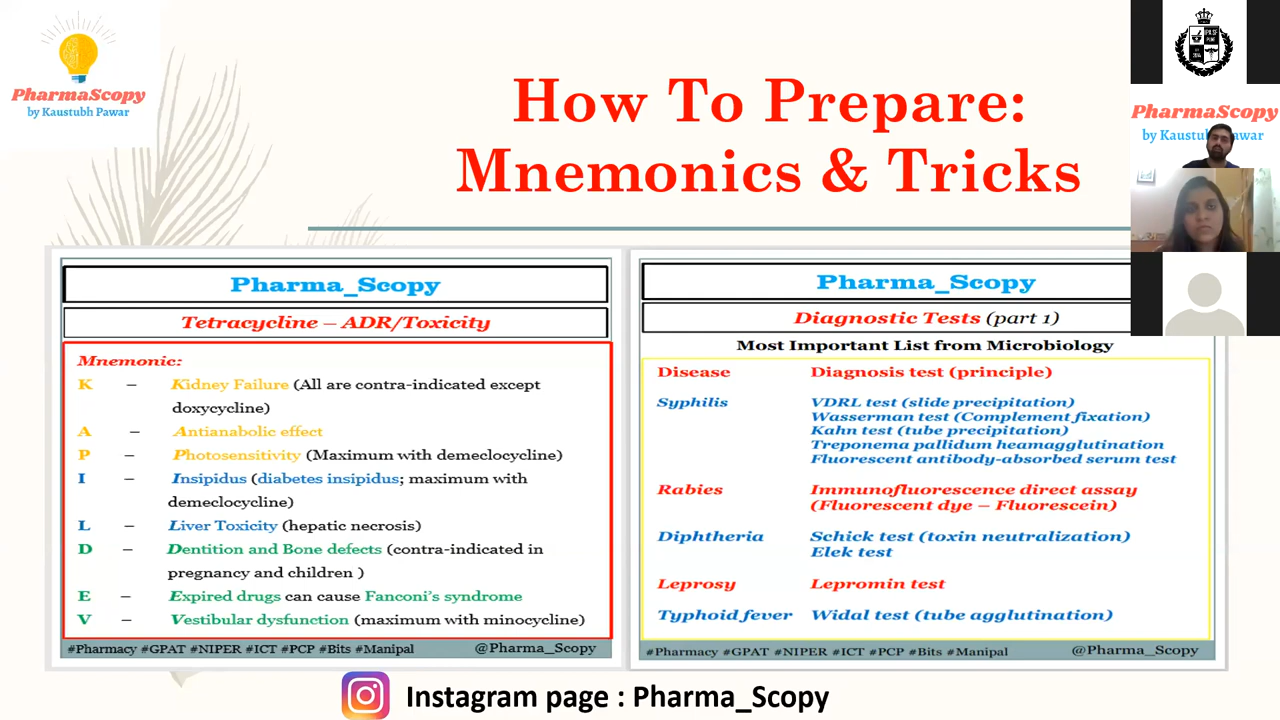 PharmaScopy
by Kaustubh Pawar
How To Prepare:
Mnemonics & Tricks
PharmaScopy
by Kaustubh Pawar
Pharma_Scopy
Tetracycline – ADR/Toxicity
Mnemonic:
K – Kidney Failure (All are contra-indicated except
doxycycline)
A – Antianabolic effect
P – Photosensitivity (Maximum with demeclocycline)
I – Insipidus (diabetes insipidus; maximum with
demeclocycline)
L – Liver Toxicity (hepatic necrosis)
D – Dentition and Bone defects (contra-indicated in
pregnancy and children )
E – Expired drugs can cause Fanconi's syndrome
V – Vestibular dysfunction (maximum with minocycline)
#Pharmacy #GPAT #NIPER #ICT #PCP #Bits #Manipal @Pharma_Scopy
Pharma_Scopy
Diagnostic Tests (part 1)
Most Important List from Microbiology
Disease Diagnosis test (principle)
Syphilis VDRL test (slide precipitation)
Wasserman test (Complement fixation)
Kahn test (tube precipitation)
Treponema pallidum heamagglutination
Fluorescent antibody-absorbed serum test
Rabies Immunofluorescence direct assay
(Fluorescent dye – Fluorescein)
Diphtheria Schick test (toxin neutralization)
Elek test
Leprosy Lepromin test
Typhoid fever Widal test (tube agglutination)
#Pharmacy #GPAT #NIPER #ICT #PCP #Bits #Manipal @Pharma_Scopy
Instagram page : Pharma_Scopy